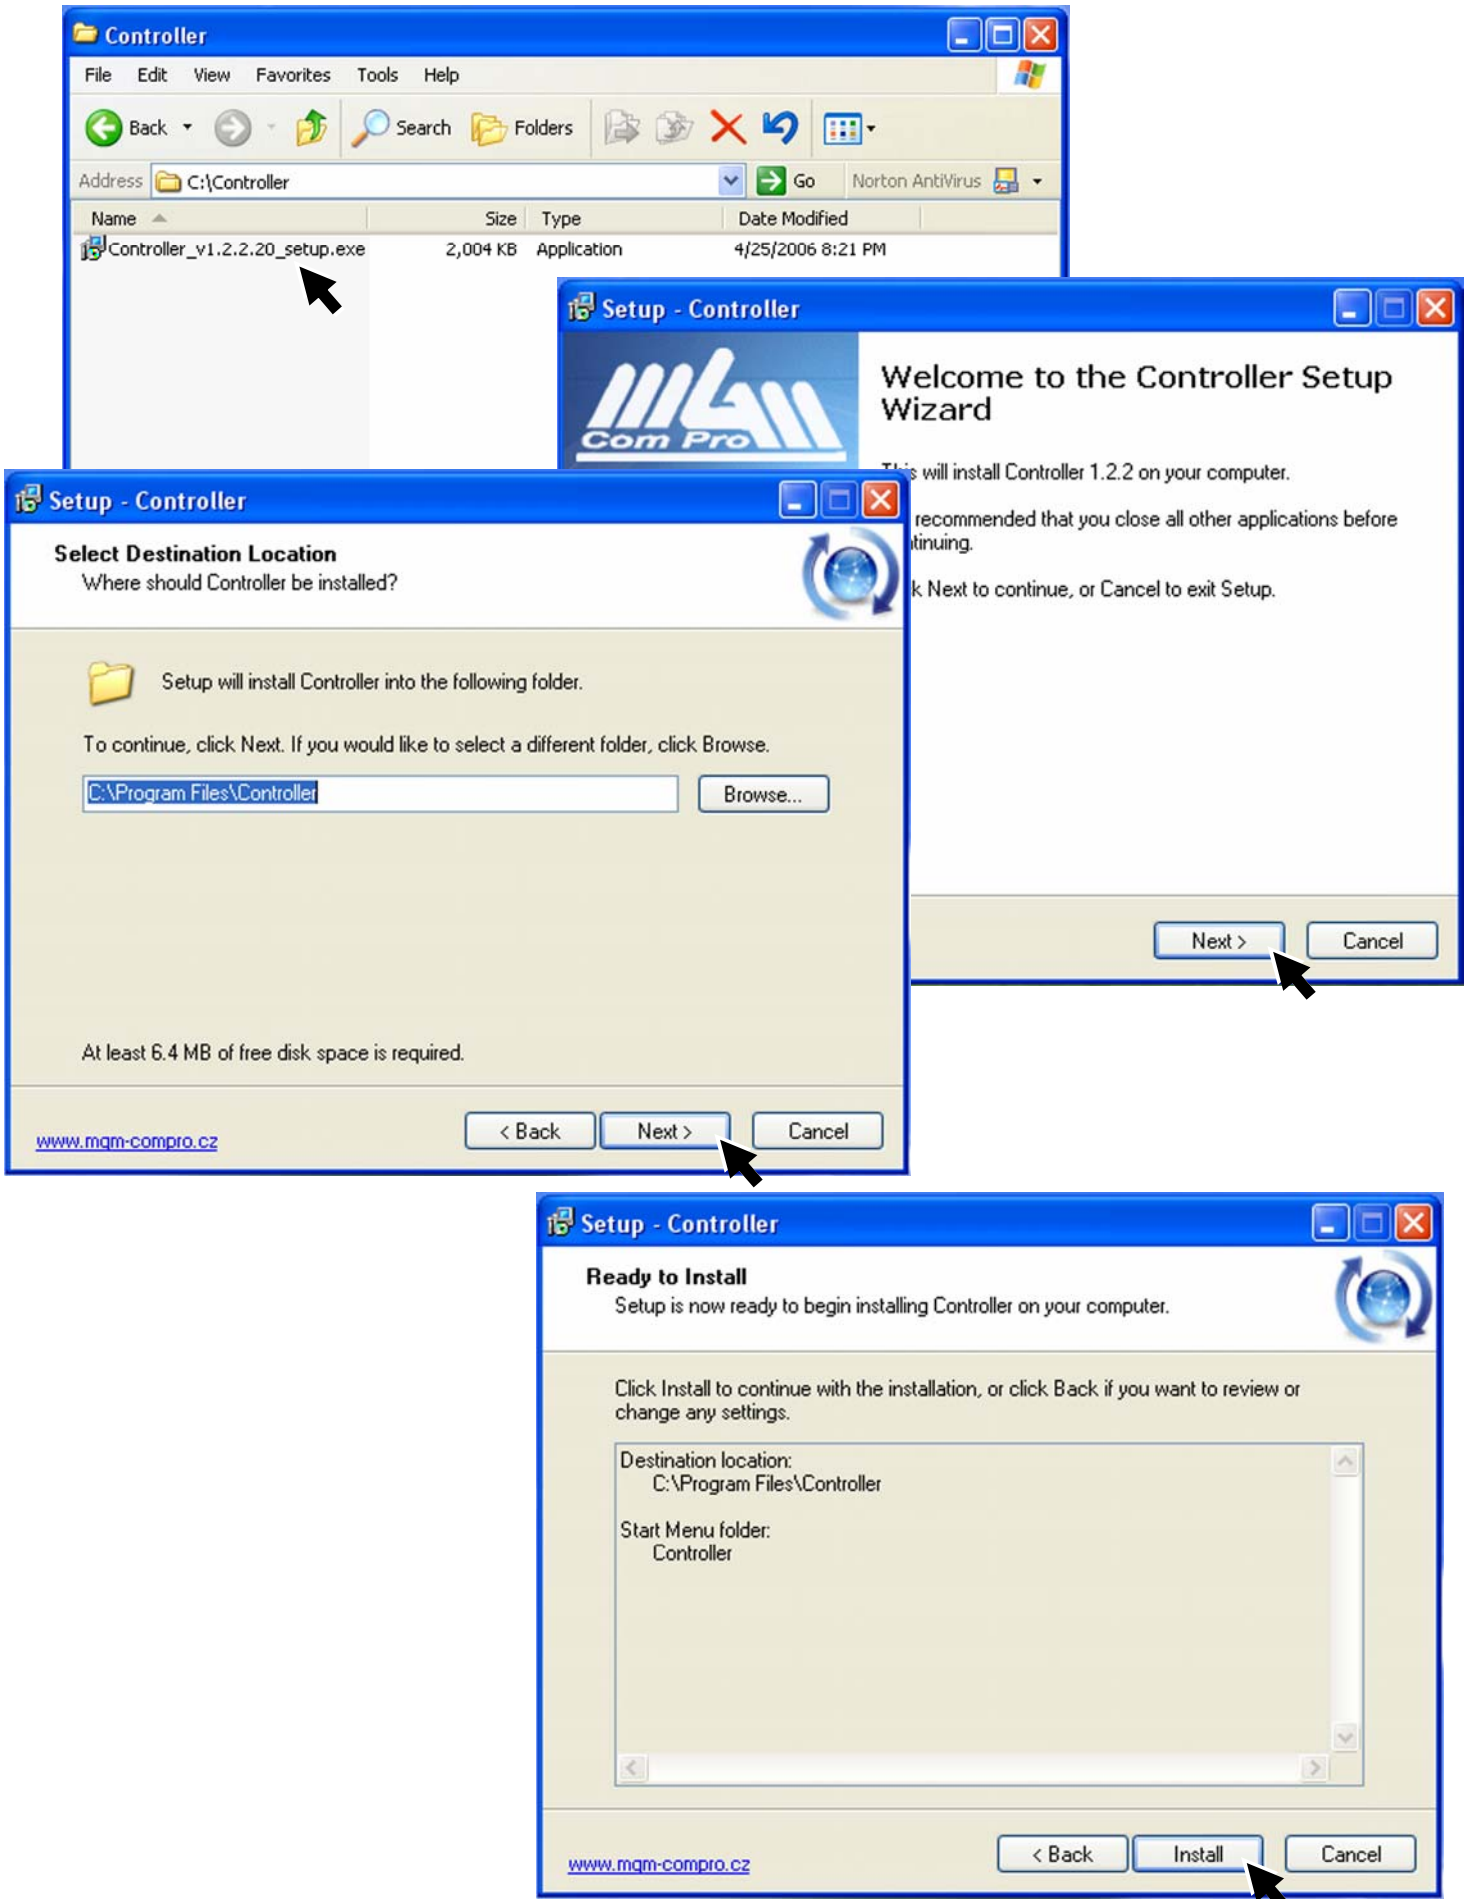 Controller
File Edit View Favorites Tools Help
Back Search Folders
Address C:\Controller Go Norton AntiVirus
Name Size Type Date Modified
Controller_v1.2.2.20_setup.exe 2,004 KB Application 4/25/2006 8:21 PM
Setup - Controller
MGM
Com Pro
Welcome to the Controller Setup
Wizard
will install Controller 1.2.2 on your computer.
recommended that you close all other applications before
Next to continue, or Cancel to exit Setup.
Next > Cancel
Setup - Controller
Select Destination Location
Where should Controller be installed?
Setup will install Controller into the following folder.
To continue, click Next. If you would like to select a different folder, click Browse.
C:\Program Files\Controller Browse...
At least 6.4 MB of free disk space is required.
www.mgm-compro.cz < Back Next > Cancel
Setup - Controller
Ready to Install
Setup is now ready to begin installing Controller on your computer.
Click Install to continue with the installation, or click Back if you want to review or
change any settings.
Destination location:
C:\Program Files\Controller
Start Menu folder:
Controller
www.mgm-compro.cz < Back Install Cancel